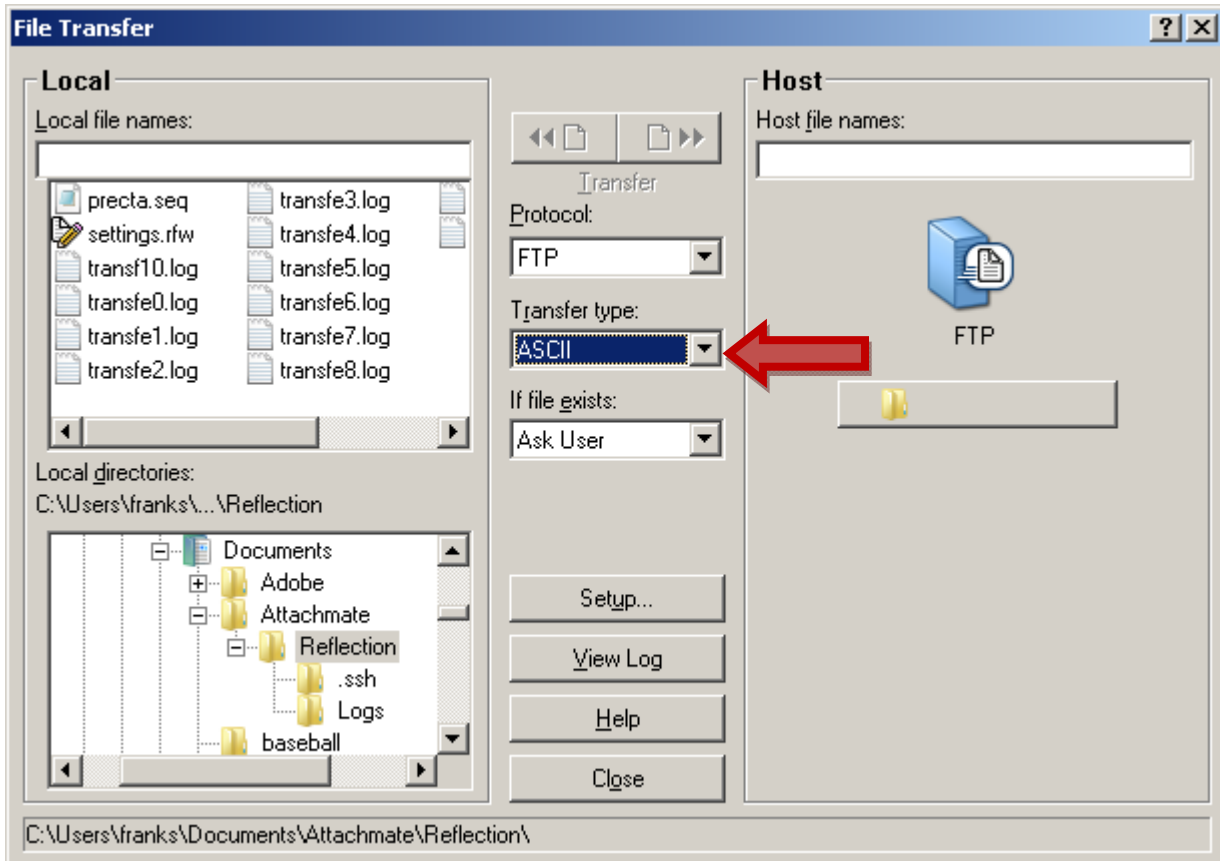 File Transfer
Local
Local file names:
precta.seq
settings.rfw
transf10.log
transfe0.log
transfe1.log
transfe2.log
transfe3.log
transfe4.log
transfe5.log
transfe6.log
transfe7.log
transfe8.log
Local directories:
C:\Users\franks\...\Reflection
Documents
Adobe
Attachmate
Reflection
.ssh
Logs
baseball
Transfer
Protocol:
FTP
Transfer type:
ASCII
If file exists:
Ask User
Setup...
View Log
Help
Close
Host
Host file names:
FTP
C:\Users\franks\Documents\Attachmate\Reflection\